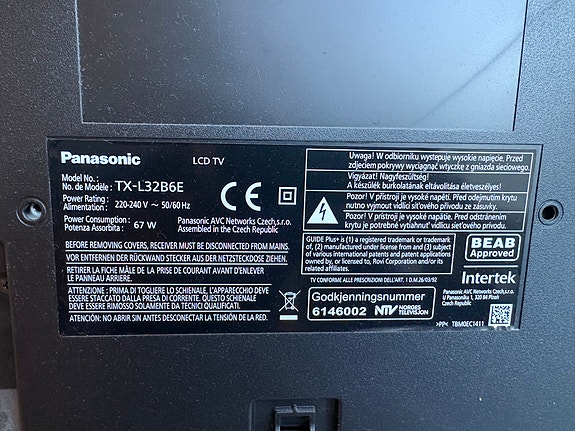 Panasonic
LCD TV
Model No. :
No. de Modèle : TX-L32B6E
Power Rating :
Alimentation : 220-240 V ~ 50/60 Hz
Power Consumption :
Potenza Assorbita : 67 W
CE
Panasonic AVC Networks Czech,s.r.o.
Assembled in the Czech Republic
BEFORE REMOVING COVERS, RECEIVER MUST BE DISCONNECTED FROM MAINS.
VOR ENTFERNEN DER RÜCKWAND STECKER AUS DER NETZSTECKDOSE ZIEHEN.
RETIRER LA FICHE MÂLE DE LA PRISE DE COURANT AVANT D'ENLEVER
LE PANNEAU ARRIERE.
ATTENZIONE : PRIMA DI TOGLIERE LO SCHIENALE, L'APPARECCHIO DEVE
ESSERE STACCATO DALLA PRESA DI CORRENTE. QUESTO SCHIENALE
DEVE ESSERE RIMOSSO SOLAMENTE DA TECNICI QUALIFICATI.
ATENCIÓN: NO ABRIR SIN ANTES DESCONECTAR LA TENSIÓN DE LA RED.
Uwaga! W odbiorniku występuje wysokie napięcie. Przed
zdjęciem pokrywy wyciągnąć wtyczkę z gniazda sieciowego.
Vigyázat! Nagyfeszültség!
A készülék burkolatának eltávolítása életveszélyes!
Pozor! V přístroji je vysoké napětí. Před odejmutím krytu
nutno vyjmout vidlici síťového přívodu ze zásuvky.
Pozor! V prístroji je vysoké napätie. Pred odstránením
krytu je potrebné vytiahnuť vidlicu sieťového prívodu.
GUIDE Plus+ is (1) a registered trademark or trademark
of, (2) manufactured under license from and (3) subject
of various international patents and patent applications
owned by, or licensed to, Rovi Corporation and/or its
related affiliates.
BEAB
Approved
Intertek
TV CONFORME ALLE PRESCRIZIONI DELL'ART. 1 D.M.26/03/92
Godkjenningsnummer
6146002 NTV NORGES
TELEVISJON
Panasonic AVC Networks Czech,s.r.o.
U Panasoniku 1, 320 84 Plzeň
Czech Republic
>PP< TBM0EC1411